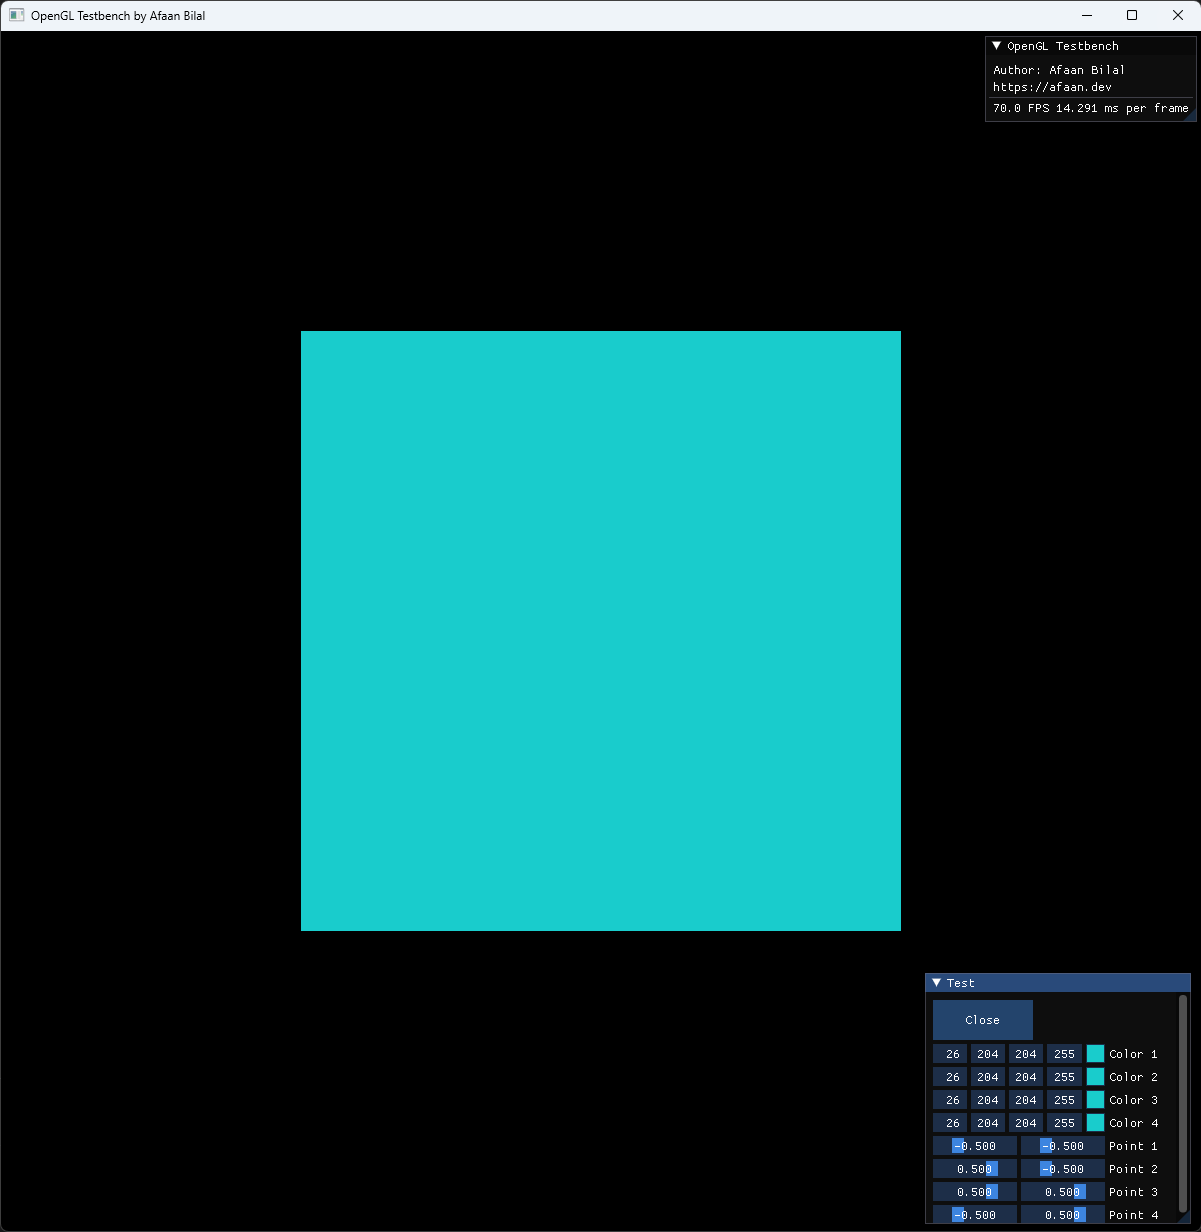 OpenGL Testbench by Afaan Bilal
OpenGL Testbench
Author: Afaan Bilal
https://afaan.dev
70.0 FPS 14.291 ms per frame
Test
Close
26 204 204 255 Color 1
26 204 204 255 Color 2
26 204 204 255 Color 3
26 204 204 255 Color 4
-0.500 -0.500 Point 1
0.500 -0.500 Point 2
0.500 0.500 Point 3
-0.500 0.500 Point 4